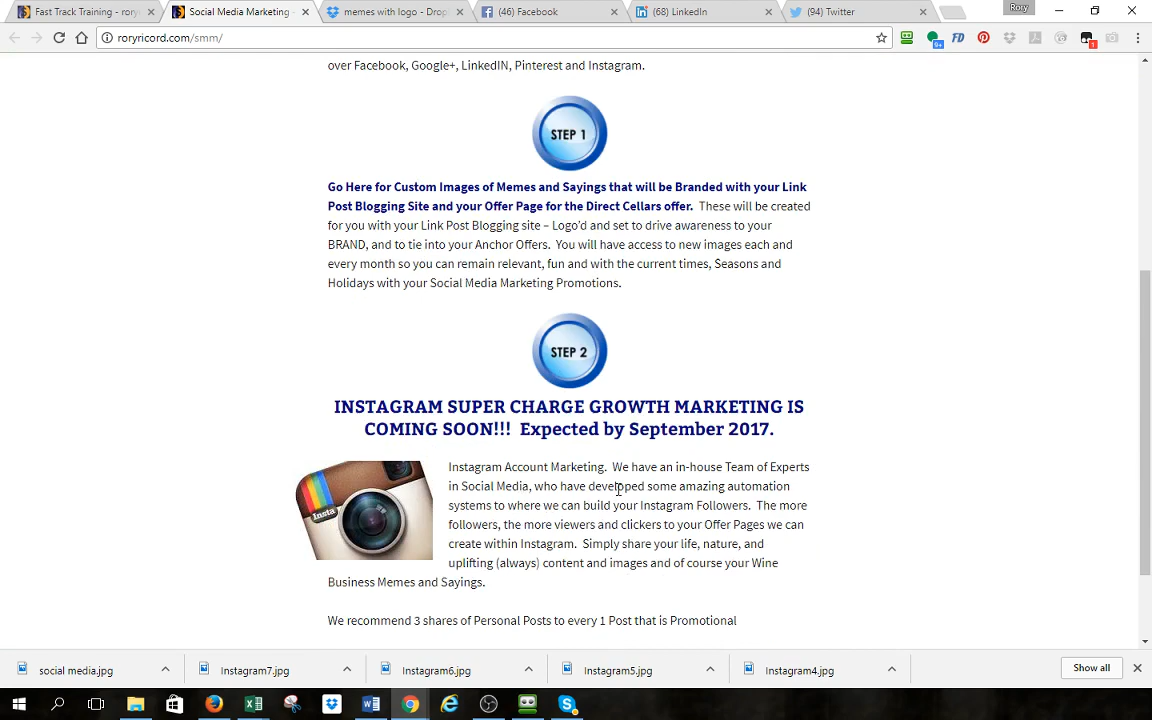 Fast Track Training - rory
Social Media Marketing -
memes with logo - Drop
(46) Facebook
(68) LinkedIn
(94) Twitter
Rory
roryricord.com/smm/
over Facebook, Google+, LinkedIN, Pinterest and Instagram.
STEP 1
Go Here for Custom Images of Memes and Sayings that will be Branded with your Link
Post Blogging Site and your Offer Page for the Direct Cellars offer. These will be created
for you with your Link Post Blogging site – Logo'd and set to drive awareness to your
BRAND, and to tie into your Anchor Offers. You will have access to new images each and
every month so you can remain relevant, fun and with the current times, Seasons and
Holidays with your Social Media Marketing Promotions.
STEP 2
INSTAGRAM SUPER CHARGE GROWTH MARKETING IS
COMING SOON!!! Expected by September 2017.
Insta
Instagram Account Marketing. We have an in-house Team of Experts
in Social Media, who have developed some amazing automation
systems to where we can build your Instagram Followers. The more
followers, the more viewers and clickers to your Offer Pages we can
create within Instagram. Simply share your life, nature, and
uplifting (always) content and images and of course your Wine
Business Memes and Sayings.
We recommend 3 shares of Personal Posts to every 1 Post that is Promotional
social media.jpg
Instagram7.jpg
Instagram6.jpg
Instagram5.jpg
Instagram4.jpg
Show all